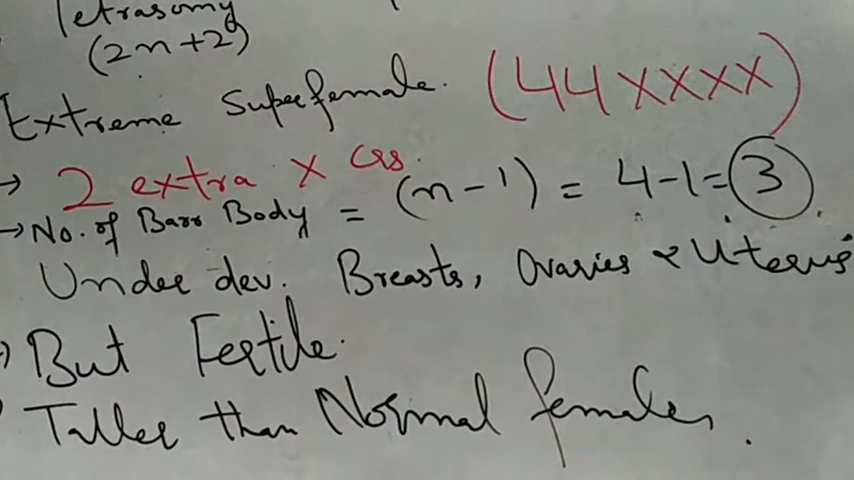 Tetrasomy
(2n+2)
Extreme Superfemale. (44XXXX)
→ 2 extra X Css.
→ No. of Barr Body = (n-1) = 4-1= 3
Under dev. Breasts, Ovaries & Uterus
→ But Fertile.
Taller than Normal females.